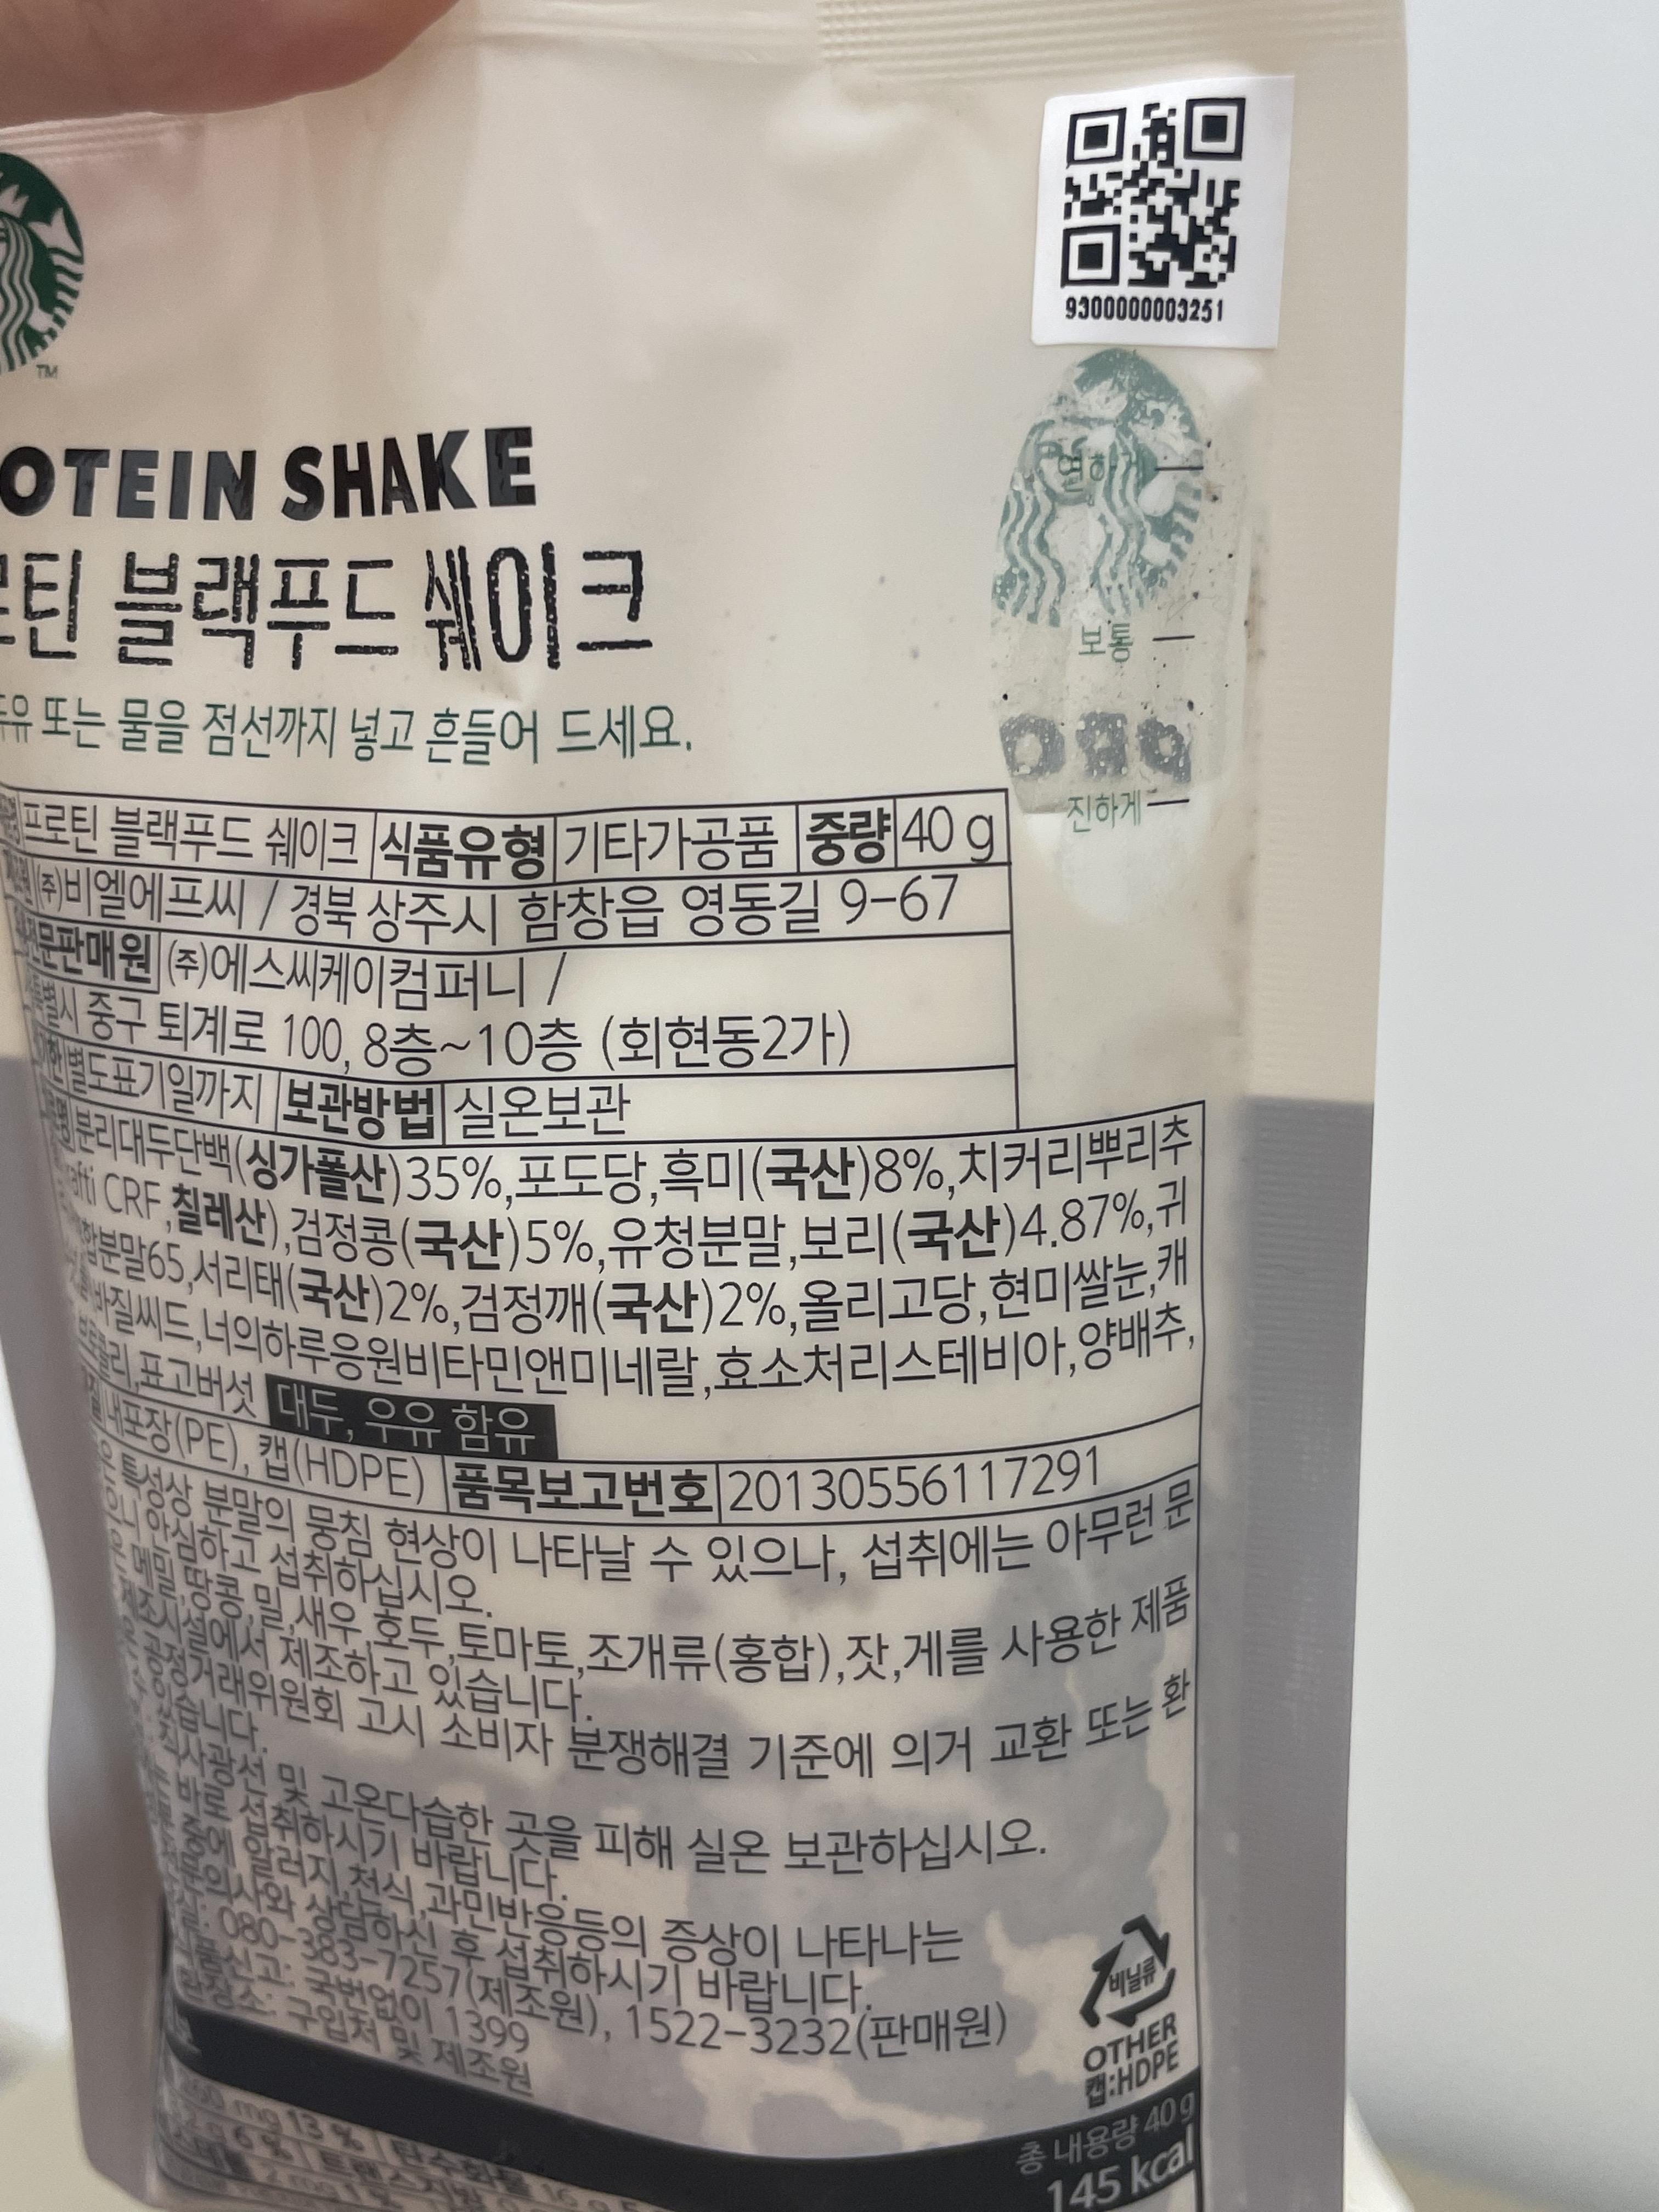 9300000003251
TM
OTEIN SHAKE
연하게
틴 블랙푸드 쉐이크
보통
또는 물을 점선까지 넣고 흔들어 드세요.
진하게
프로틴 블랙푸드 쉐이크 식품유형 기타가공품 중량 40 g
(주)비엘에프씨 / 경북 상주시 함창읍 영동길 9-67
문판매원 (주)에스씨케이컴퍼니 /
별시 중구 퇴계로 100, 8층~10층 (회현동2가)
별도표기일까지 보관방법 실온보관
분리대두단백(싱가폴산)35%,포도당,흑미(국산)8%,치커리뿌리추
CRF,칠레산),검정콩(국산)5%,유청분말,보리(국산)4.87%,귀
합분말65,서리태(국산)2%,검정깨(국산)2%,올리고당,현미쌀눈,캐
바질씨드,너의하루응원비타민앤미네랄,효소처리스테비아,양배추,
리,표고버섯 대두, 우유 함유
내포장(PE), 캡(HDPE) 품목보고번호 20130556117291
특성상 분말의 뭉침 현상이 나타날 수 있으나, 섭취에는 아무런 문
니 안심하고 섭취하십시오.
메밀,땅콩,밀,새우,호두,토마토,조개류(홍합),잣,게를 사용한 제품
제조시설에서 제조하고 있습니다.
공정거래위원회 고시 소비자 분쟁해결 기준에 의거 교환 또는 환
습니다.
직사광선 및 고온다습한 곳을 피해 실온 보관하십시오.
바로 섭취하시기 바랍니다.
중에 알러지,천식,과민반응등의 증상이 나타나는
의사와 상담하신 후 섭취하시기 바랍니다.
080-383-7257(제조원), 1522-3232(판매원)
신고: 국번없이 1399
장소: 구입처 및 제조원
비닐류
OTHER
캡:HDPE
총 내용량 40 g
145 kcal
mg 13 % 탄수화물 16 g
6 % 트랜스지방
2 mg 1 %